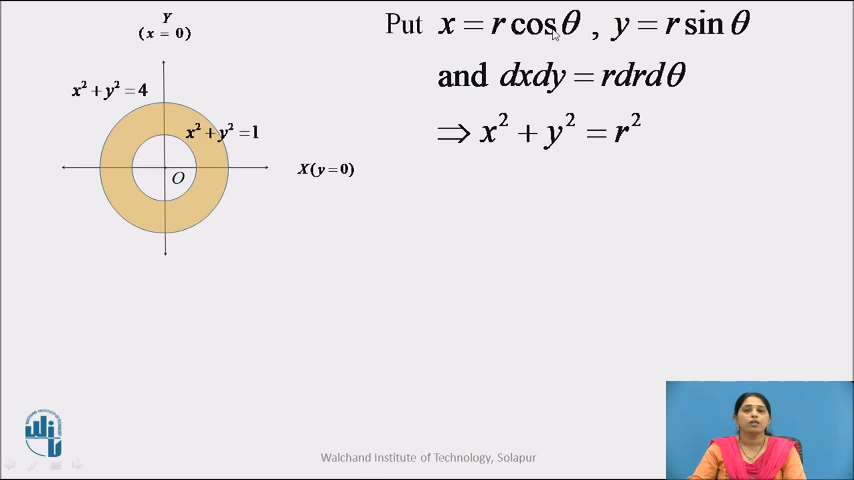 Y
(x = 0)
x² + y² = 4
x² + y² = 1
O
X(y = 0)
Put x = r cos θ , y = r sin θ
and dxdy = rdrdθ
⇒ x² + y² = r²
WIT
Walchand Institute of Technology, Solapur